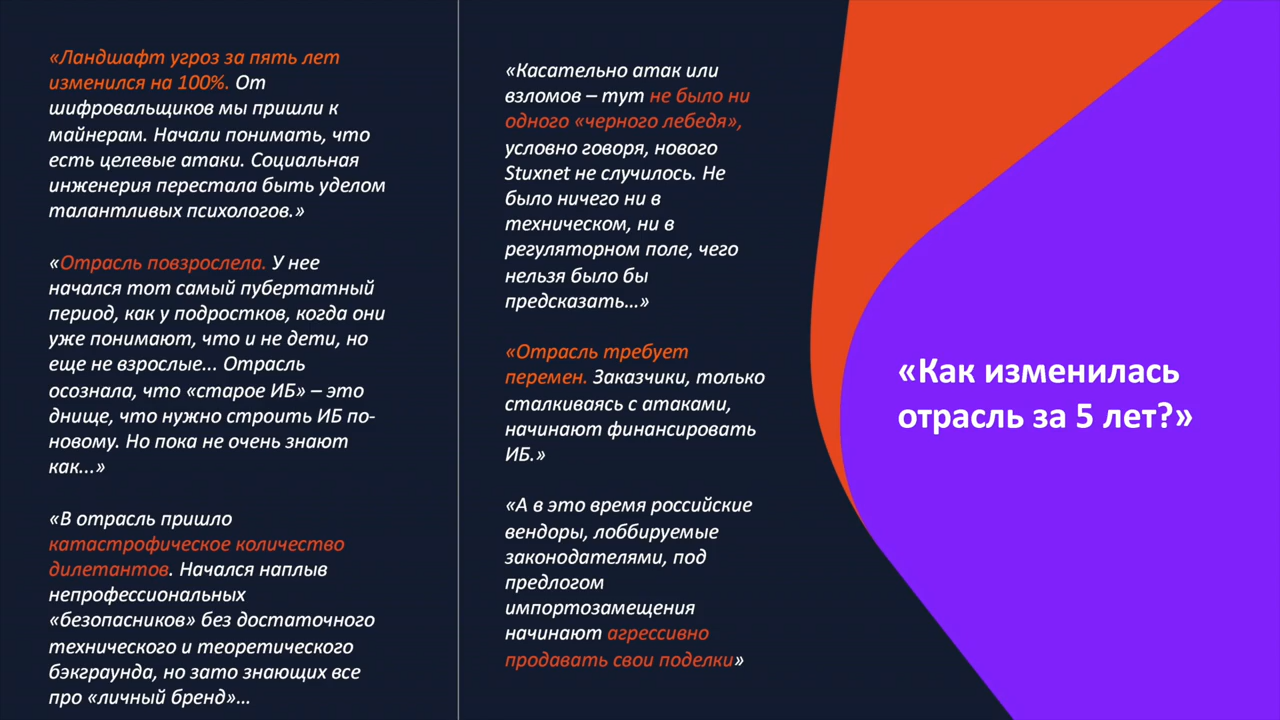 «Ландшафт угроз за пять лет
изменился на 100%. От
шифровальщиков мы пришли к
майнерам. Начали понимать, что
есть целевые атаки. Социальная
инженерия перестала быть уделом
талантливых психологов.»
«Отрасль повзрослела. У нее
начался тот самый пубертатный
период, как у подростков, когда они
уже понимают, что и не дети, но
еще не взрослые... Отрасль
осознала, что «старое ИБ» – это
днище, что нужно строить ИБ по-
новому. Но пока не очень знают
как...»
«В отрасль пришло
катастрофическое количество
дилетантов. Начался наплыв
непрофессиональных
«безопасников» без достаточного
технического и теоретического
бэкграунда, но зато знающих все
про «личный бренд»...
«Касательно атак или
взломов – тут не было ни
одного «черного лебедя»,
условно говоря, нового
Stuxnet не случилось. Не
было ничего ни в
техническом, ни в
регуляторном поле, чего
нельзя было бы
предсказать...»
«Отрасль требует
перемен. Заказчики, только
сталкиваясь с атаками,
начинают финансировать
ИБ.»
«А в это время российские
вендоры, лоббируемые
законодателями, под
предлогом
импортозамещения
начинают агрессивно
продавать свои поделки»
«Как изменилась
отрасль за 5 лет?»